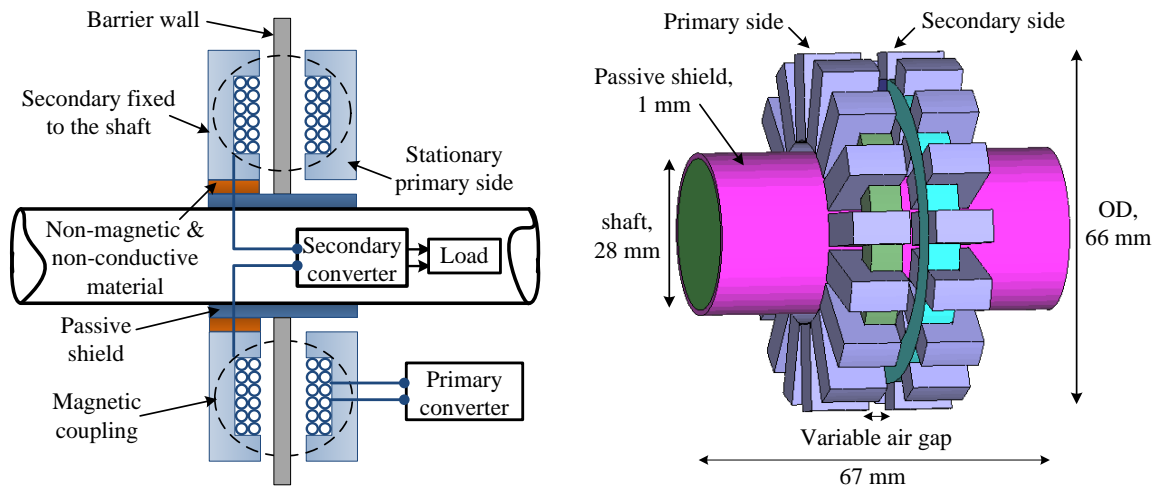 Barrier wall
Secondary fixed
to the shaft
Stationary
primary side
Non-magnetic &
non-conductive
material
Secondary
converter
Load
Passive
shield
Magnetic
coupling
Primary
converter
Primary side
Secondary side
Passive shield,
1 mm
shaft,
28 mm
OD,
66 mm
Variable air gap
67 mm